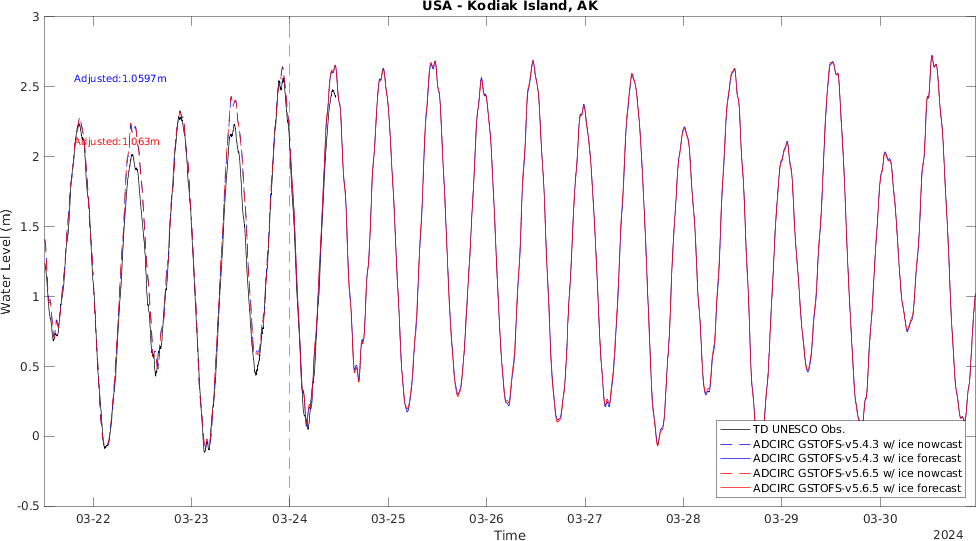 USA - Kodiak Island, AK
3
2.5
2
1.5
1
0.5
0
-0.5
Water Level (m)
Adjusted:1.0597m
Adjusted:1.063m
TD UNESCO Obs.
ADCIRC GSTOFS-v5.4.3 w/ ice nowcast
ADCIRC GSTOFS-v5.4.3 w/ ice forecast
ADCIRC GSTOFS-v5.6.5 w/ ice nowcast
ADCIRC GSTOFS-v5.6.5 w/ ice forecast
03-22 03-23 03-24 03-25 03-26 03-27 03-28 03-29 03-30
Time
2024